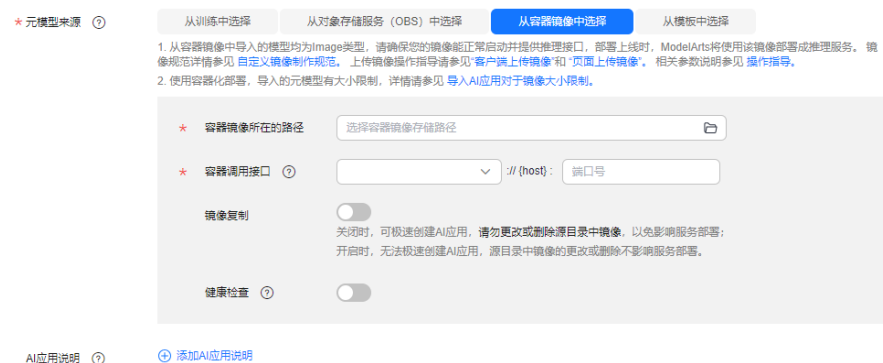 * 元模型来源 ? 从训练中选择 从对象存储服务（OBS）中选择 从容器镜像中选择 从模板中选择
1. 从容器镜像中导入的模型均为Image类型，请确保您的镜像能正常启动并提供推理接口，部署上线时，ModelArts将使用该镜像部署成推理服务。 镜
像规范详情参见 自定义镜像制作规范。 上传镜像操作指导请参见“客户端上传镜像”和 “页面上传镜像”。 相关参数说明参见 操作指导。
2. 使用容器化部署，导入的元模型有大小限制，详情请参见 导入AI应用对于镜像大小限制。
* 容器镜像所在的路径 选择容器镜像存储路径
* 容器调用接口 ? :// {host} : 端口号
镜像复制
关闭时，可极速创建AI应用，请勿更改或删除源目录中镜像，以免影响服务部署；
开启时，无法极速创建AI应用，源目录中镜像的更改或删除不影响服务部署。
健康检查 ?
AI应用说明 ? 添加AI应用说明